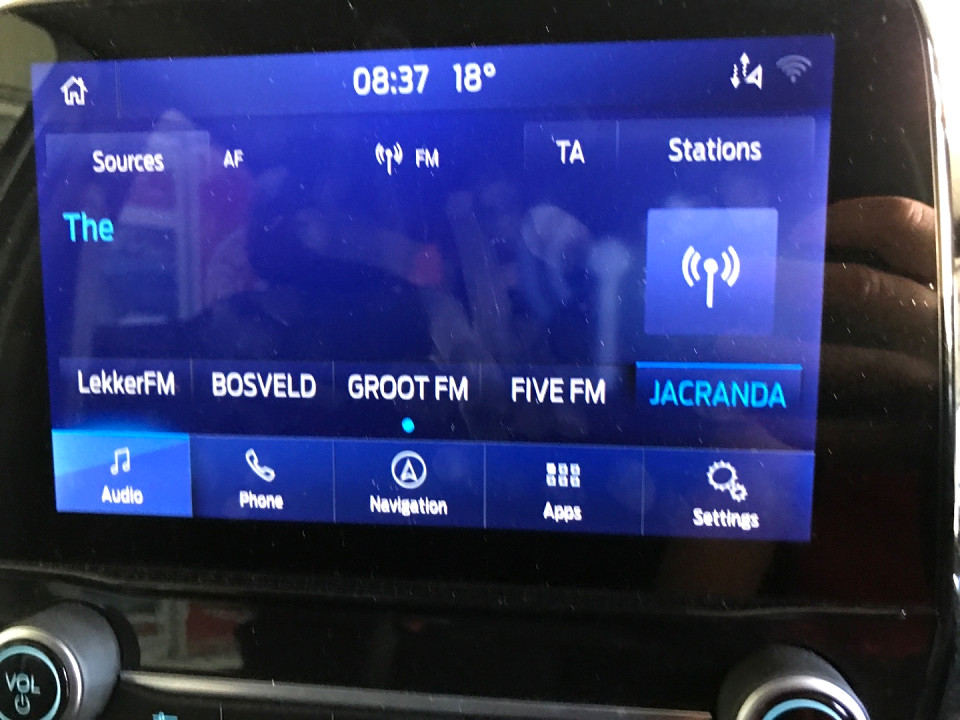 08:37 18°
Sources AF FM TA Stations
The
LekkerFM BOSVELD GROOT FM FIVE FM JACRANDA
Audio Phone Navigation Apps Settings
VOL